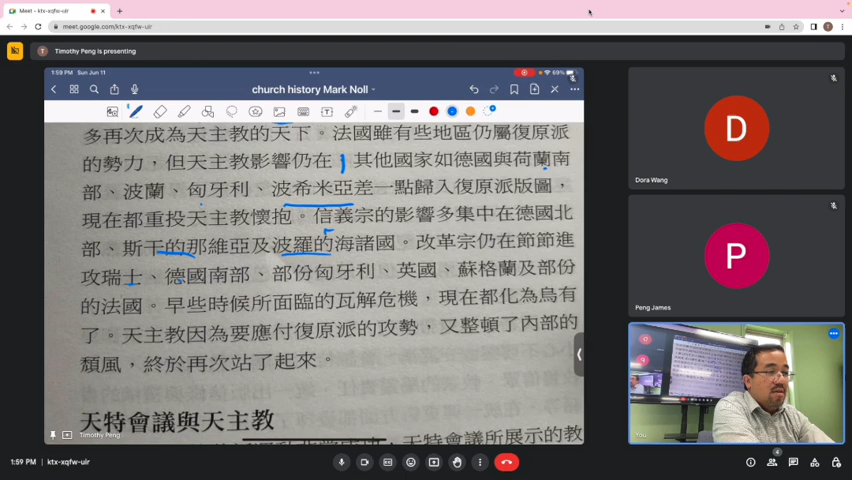 Meet - ktx-xqfw-uir
meet.google.com/ktx-xqfw-uir
Timothy Peng is presenting
1:59 PM Sun Jun 11
69%
church history Mark Noll
多再次成為天主教的天下。法國雖有些地區仍屬復原派
的勢力，但天主教影響仍在；其他國家如德國與荷蘭南
部、波蘭、匈牙利、波希米亞差一點歸入復原派版圖，
現在都重投天主教懷抱。信義宗的影響多集中在德國北
部、斯干的那維亞及波羅的海諸國。改革宗仍在節節進
攻瑞士、德國南部、部份匈牙利、英國、蘇格蘭及部份
的法國。早些時候所面臨的瓦解危機，現在都化為烏有
了。天主教因為要應付復原派的攻勢，又整頓了內部的
頹風，終於再次站了起來。
天特會議與天主教
天特會議所展示的教
Timothy Peng
D
Dora Wang
P
Peng James
You
1:59 PM
ktx-xqfw-uir
4